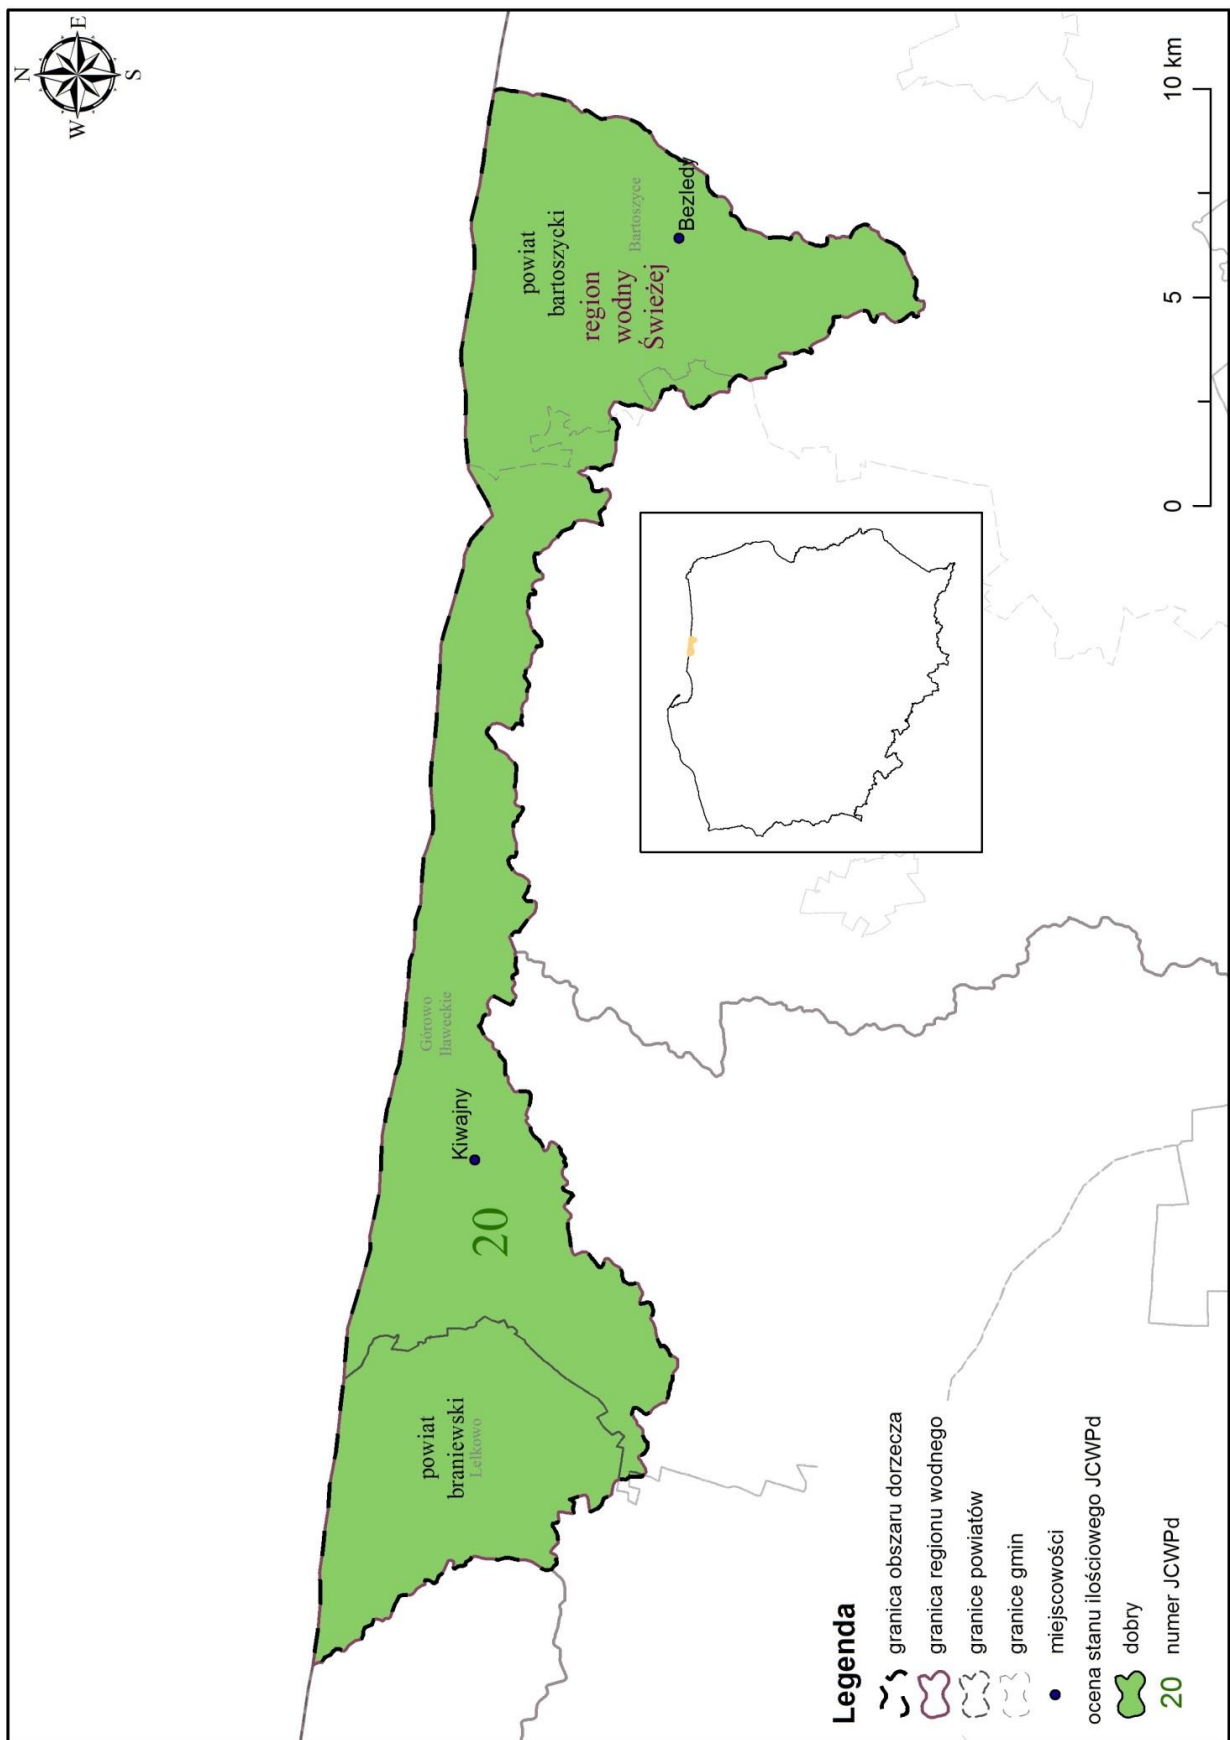 N
W
E
S
powiat
bartoszycki
region
wodny
Świeżej
Bartoszyce
Bezledy
Górowo
Iławeckie
Kiwajny
20
powiat
braniewski
Lelkowo
Legenda
granica obszaru dorzecza
granica regionu wodnego
granice powiatów
granice gmin
miejscowości
ocena stanu ilościowego JCWPd
dobry
20 numer JCWPd
0 5 10 km